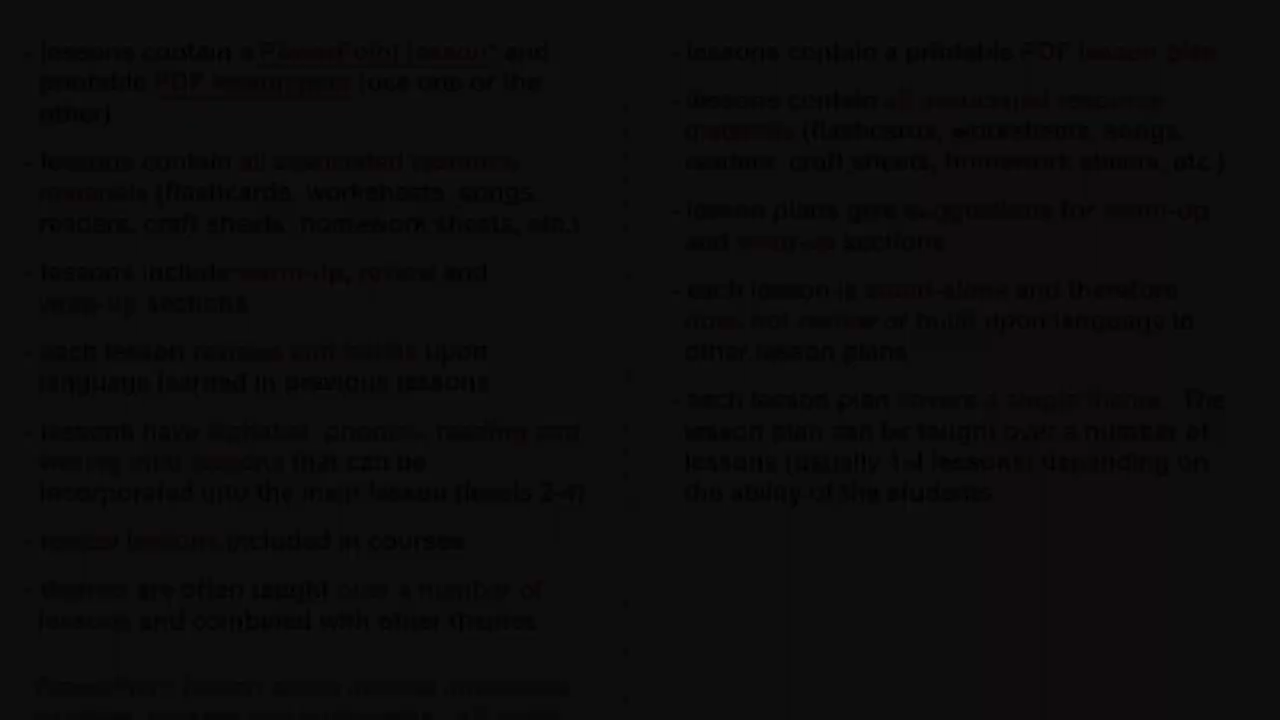 - lessons contain a PowerPoint lesson* and
printable PDF lesson plan (use one or the
other)
- lessons contain all associated resource
materials (flashcards, worksheets, songs,
readers, craft sheets, homework sheets, etc.)
- lessons include warm-up, review and
wrap-up sections
- each lesson reviews and builds upon
language learned in previous lessons
- lessons have alphabet, phonics, reading and
writing mini lessons that can be
incorporated into the main lesson (levels 2-4)
- review lessons included in courses
- themes are often taught over a number of
lessons and combined with other themes
- lessons contain a printable PDF lesson plan
- lessons contain all associated resource
materials (flashcards, worksheets, songs,
readers, craft sheets, homework sheets, etc.)
- lesson plans give suggestions for warm-up
and wrap-up sections
- each lesson is stand-alone and therefore
does not review or build upon language to
other lesson plans
- each lesson plan covers a single theme. The
lesson plan can be taught over a number of
lessons (usually 1-4 lessons) depending on
the ability of the students